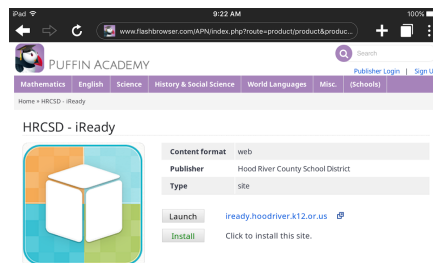 iPad 9:22 AM 100%
www.flashbrowser.com/APN/index.php?route=product/product&produc...
PUFFIN ACADEMY
Search
Publisher Login | Sign U
Mathematics English Science History & Social Science World Languages Misc. (Schools)
Home » HRCSD - iReady
HRCSD - iReady
Content format web
Publisher Hood River County School District
Type site
Launch iready.hoodriver.k12.or.us
Install Click to install this site.